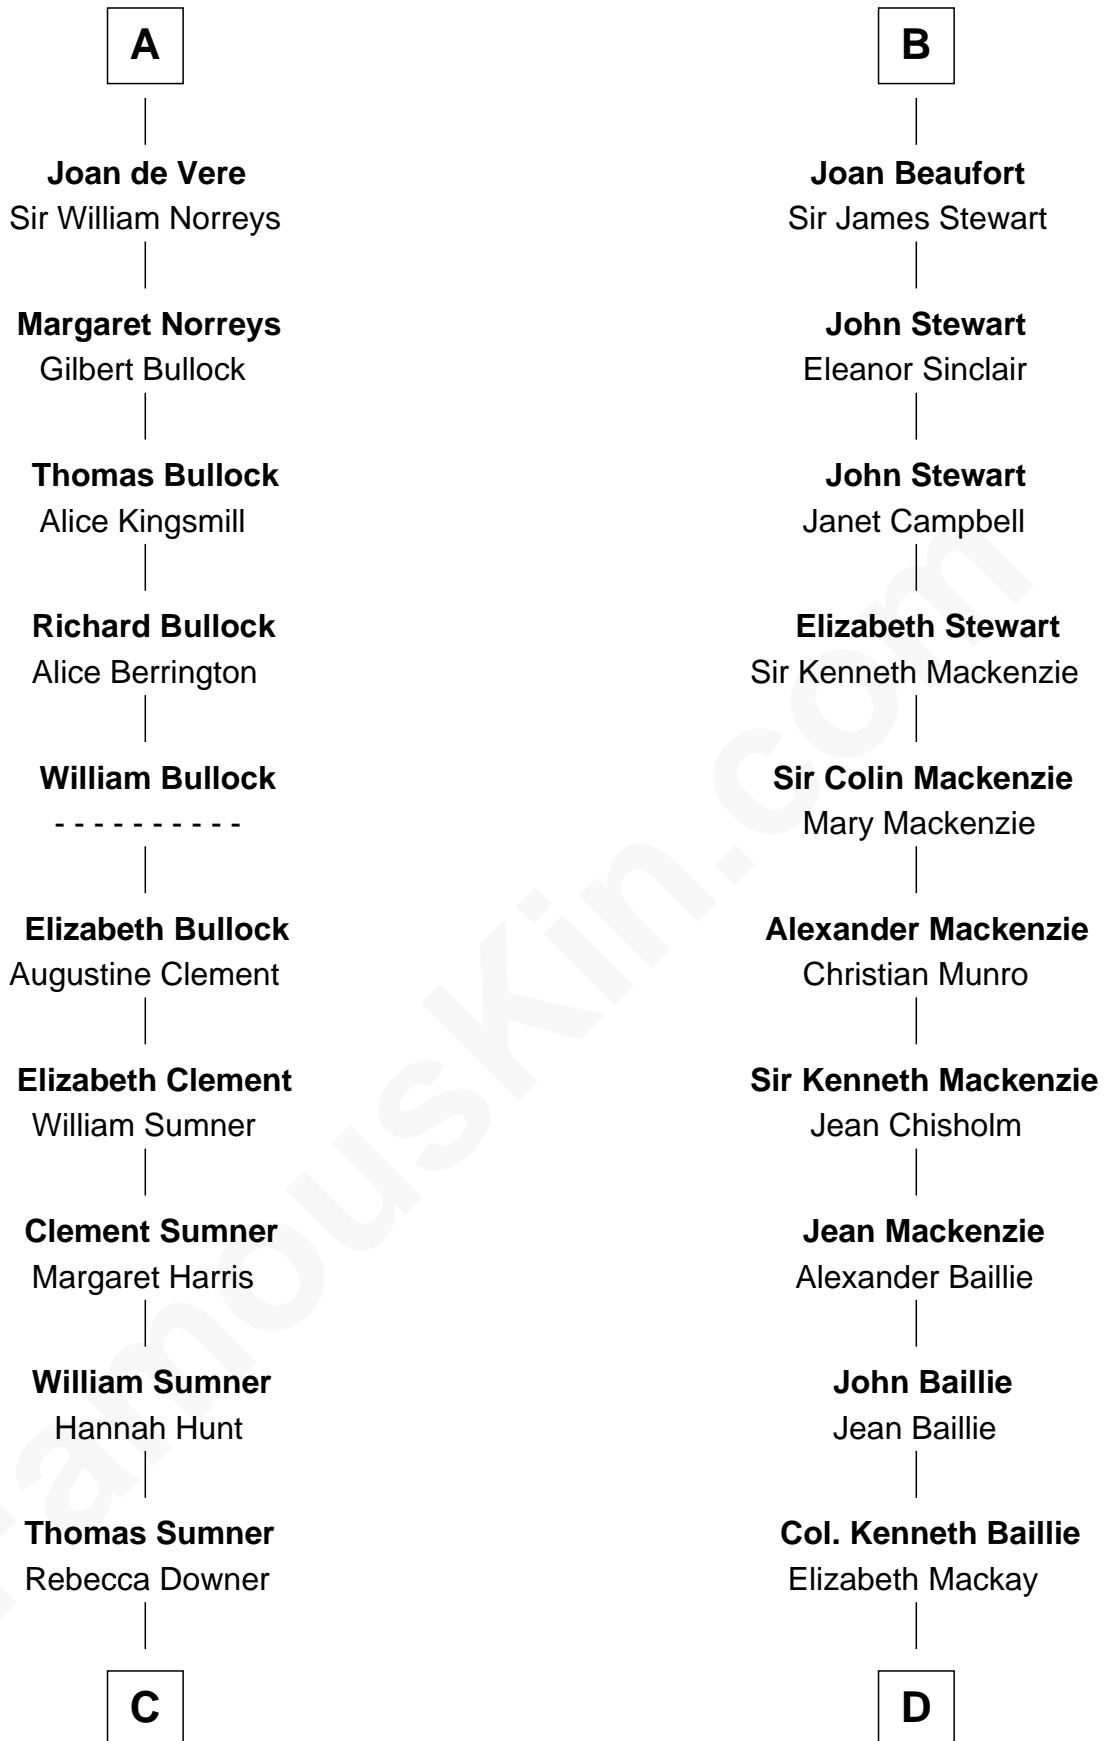 A
Joan de Vere
Sir William Norreys
Margaret Norreys
Gilbert Bullock
Thomas Bullock
Alice Kingsmill
Richard Bullock
Alice Berrington
William Bullock
- - - - - - - - - -
Elizabeth Bullock
Augustine Clement
Elizabeth Clement
William Sumner
Clement Sumner
Margaret Harris
William Sumner
Hannah Hunt
Thomas Sumner
Rebecca Downer
C
B
Joan Beaufort
Sir James Stewart
John Stewart
Eleanor Sinclair
John Stewart
Janet Campbell
Elizabeth Stewart
Sir Kenneth Mackenzie
Sir Colin Mackenzie
Mary Mackenzie
Alexander Mackenzie
Christian Munro
Sir Kenneth Mackenzie
Jean Chisholm
Jean Mackenzie
Alexander Baillie
John Baillie
Jean Baillie
Col. Kenneth Baillie
Elizabeth Mackay
D
FamousKin.com